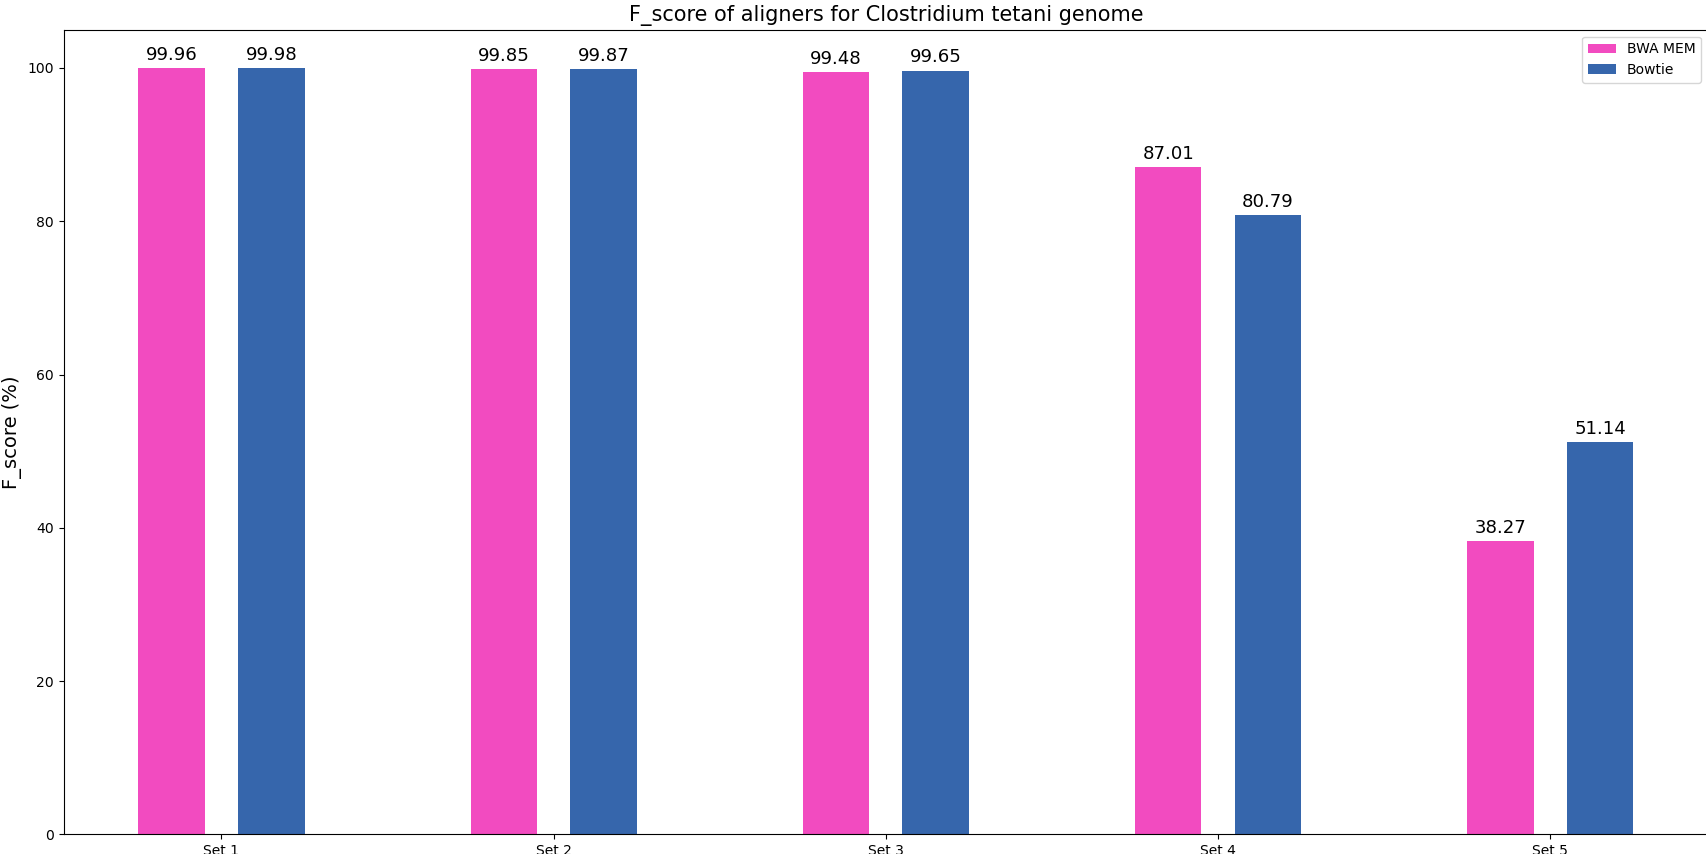 F_score of aligners for Clostridium tetani genome
BWA MEM
Bowtie
F_score (%)
100
80
60
40
20
0
99.96
99.98
99.85
99.87
99.48
99.65
87.01
80.79
38.27
51.14
Set 1
Set 2
Set 3
Set 4
Set 5